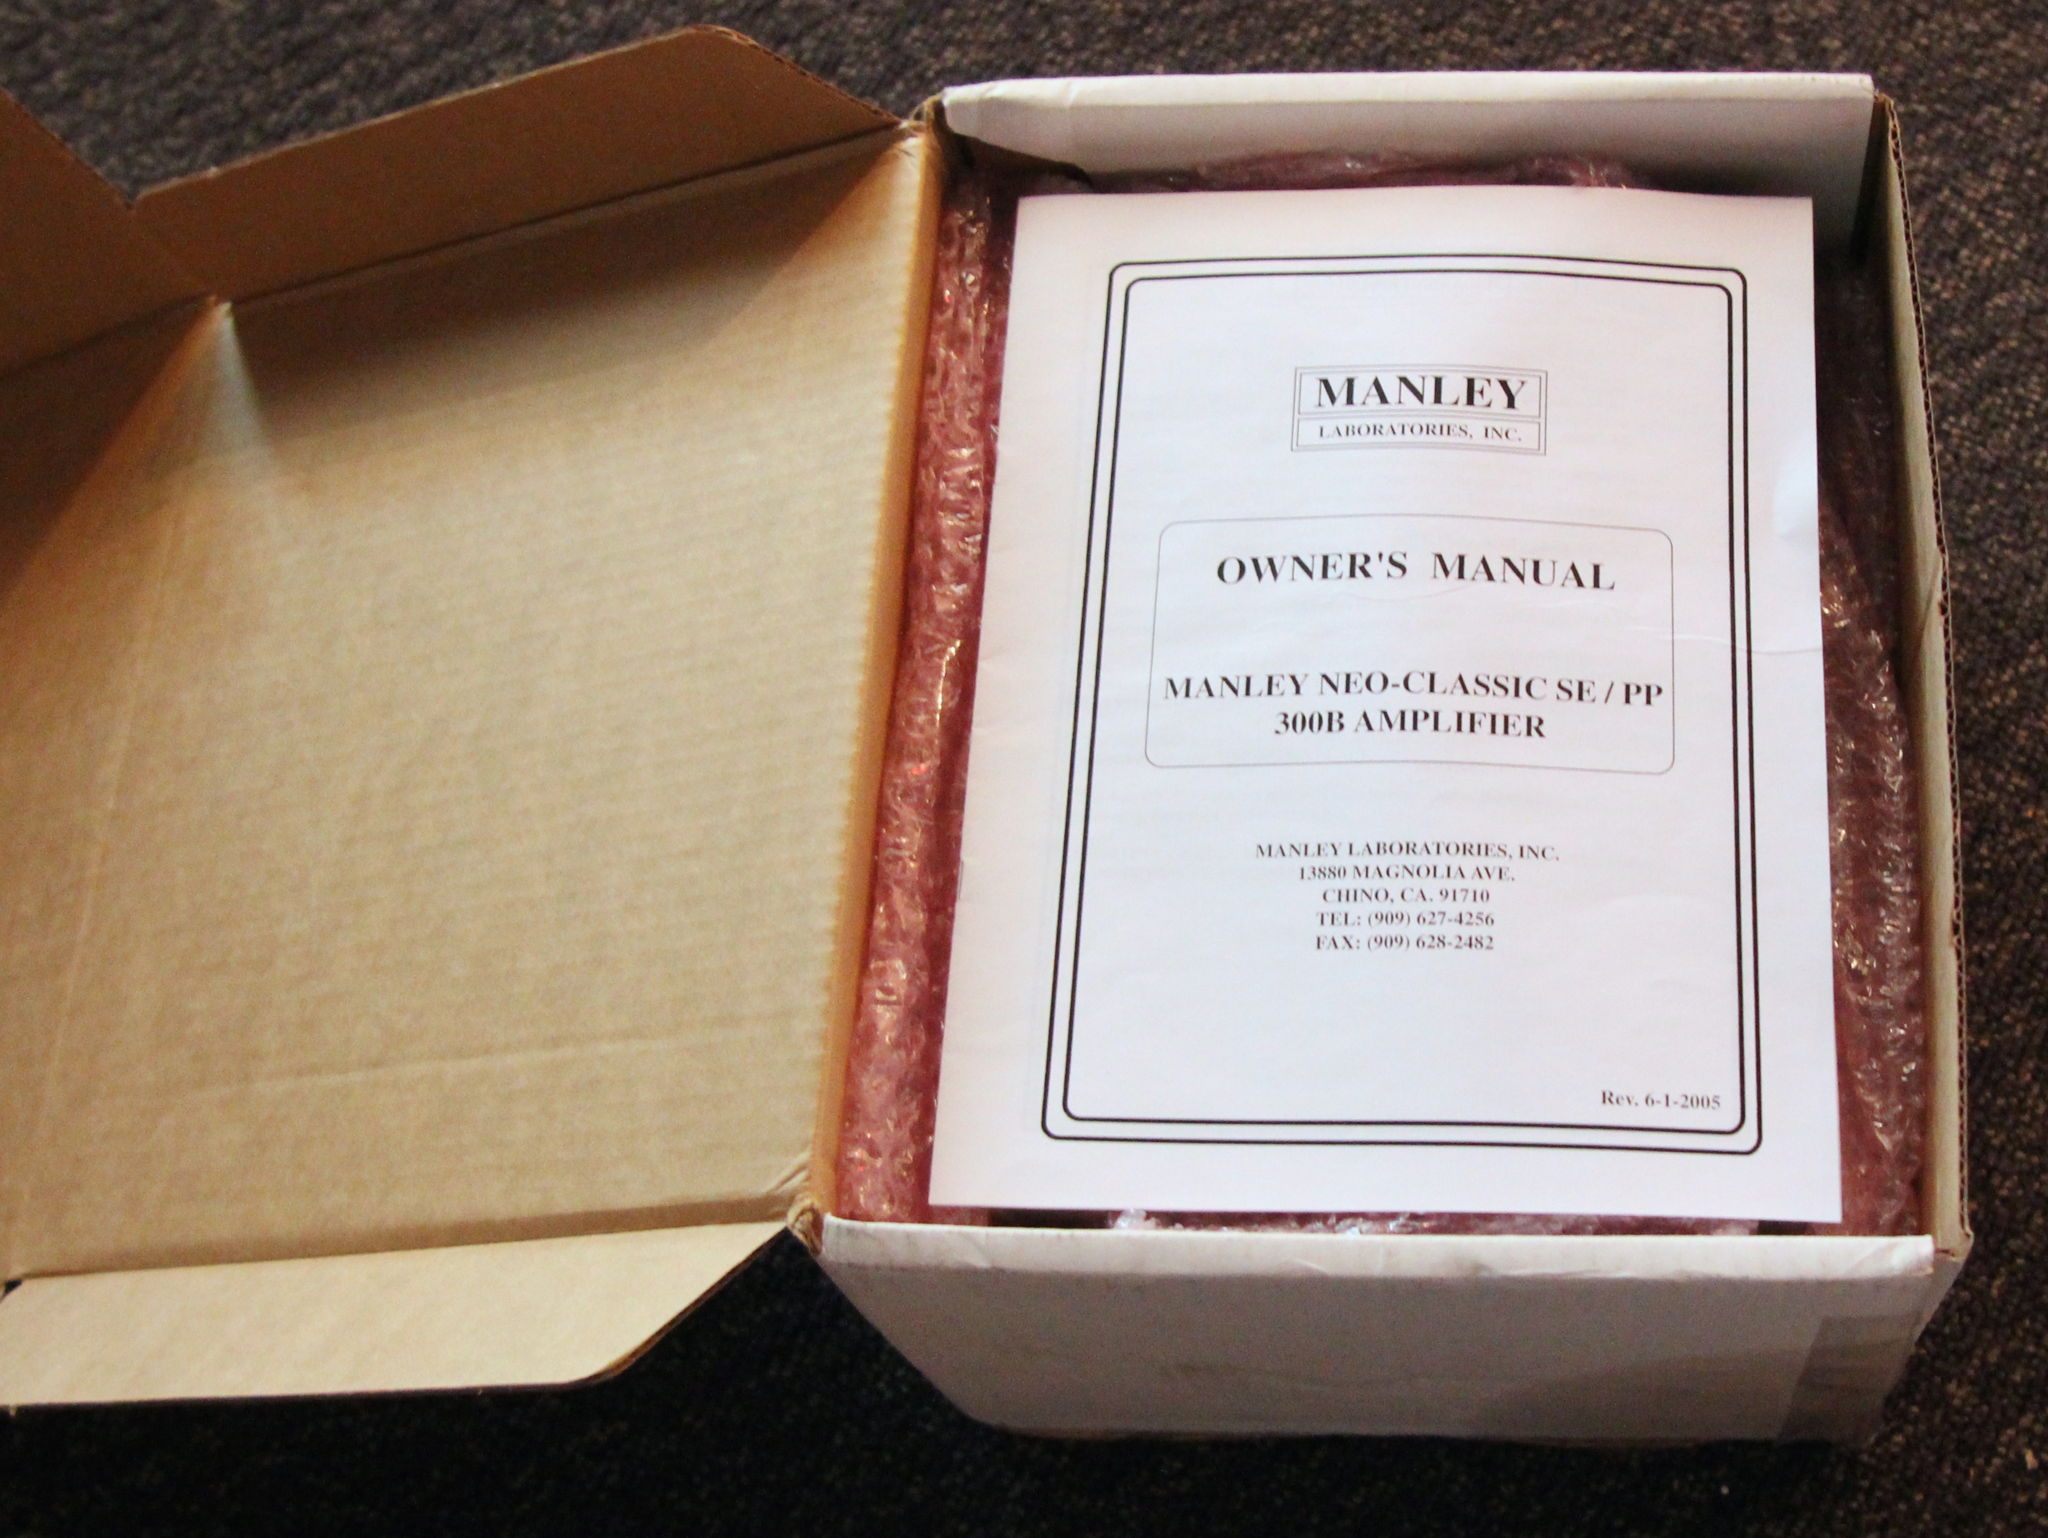 MANLEY
LABORATORIES, INC.
OWNER'S MANUAL
MANLEY NEO-CLASSIC SE / PP
300B AMPLIFIER
MANLEY LABORATORIES, INC.
13880 MAGNOLIA AVE.
CHINO, CA. 91710
TEL: (909) 627-4256
FAX: (909) 628-2482
Rev. 6-1-2005